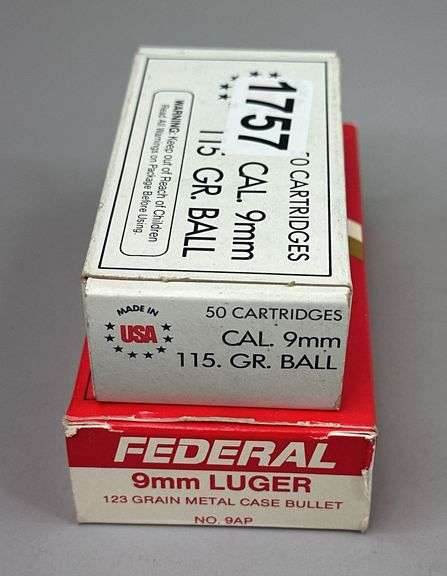 1757
50 CARTRIDGES
CAL. 9mm
115 GR. BALL
WARNING: Keep out of Reach of Children
Read All Warnings on Package Before Using.
MADE IN
USA
50 CARTRIDGES
CAL. 9mm
115. GR. BALL
FEDERAL
9mm LUGER
123 GRAIN METAL CASE BULLET
NO. 9AP